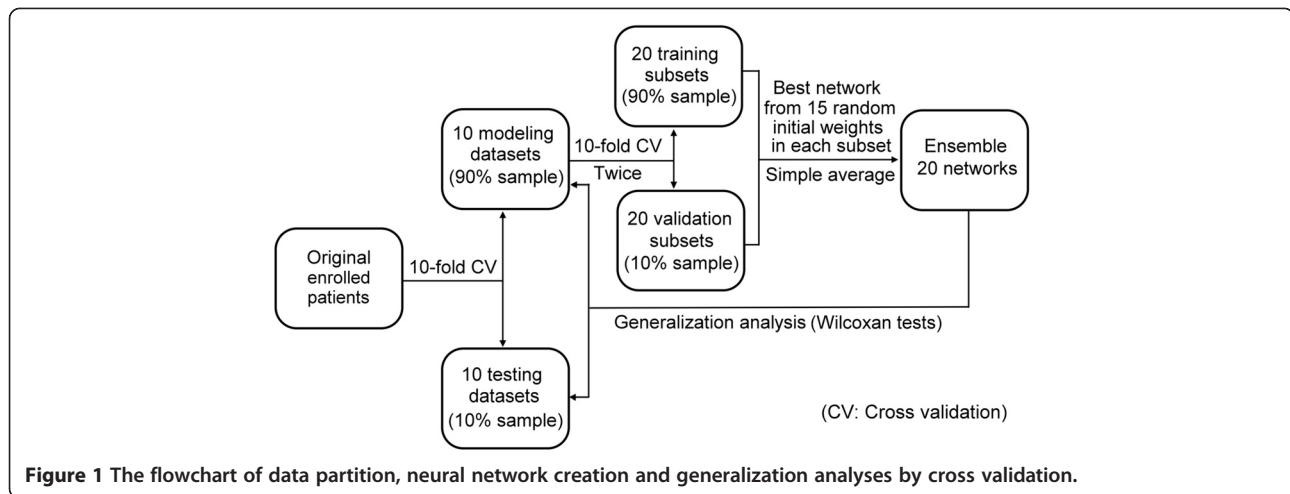 Original
enrolled
patients
10-fold CV
10 modeling
datasets
(90% sample)
10 testing
datasets
(10% sample)
10-fold CV
Twice
20 training
subsets
(90% sample)
20 validation
subsets
(10% sample)
Best network
from 15 random
initial weights
in each subset
Simple average
Ensemble
20 networks
Generalization analysis (Wilcoxan tests)
(CV: Cross validation)
Figure 1 The flowchart of data partition, neural network creation and generalization analyses by cross validation.